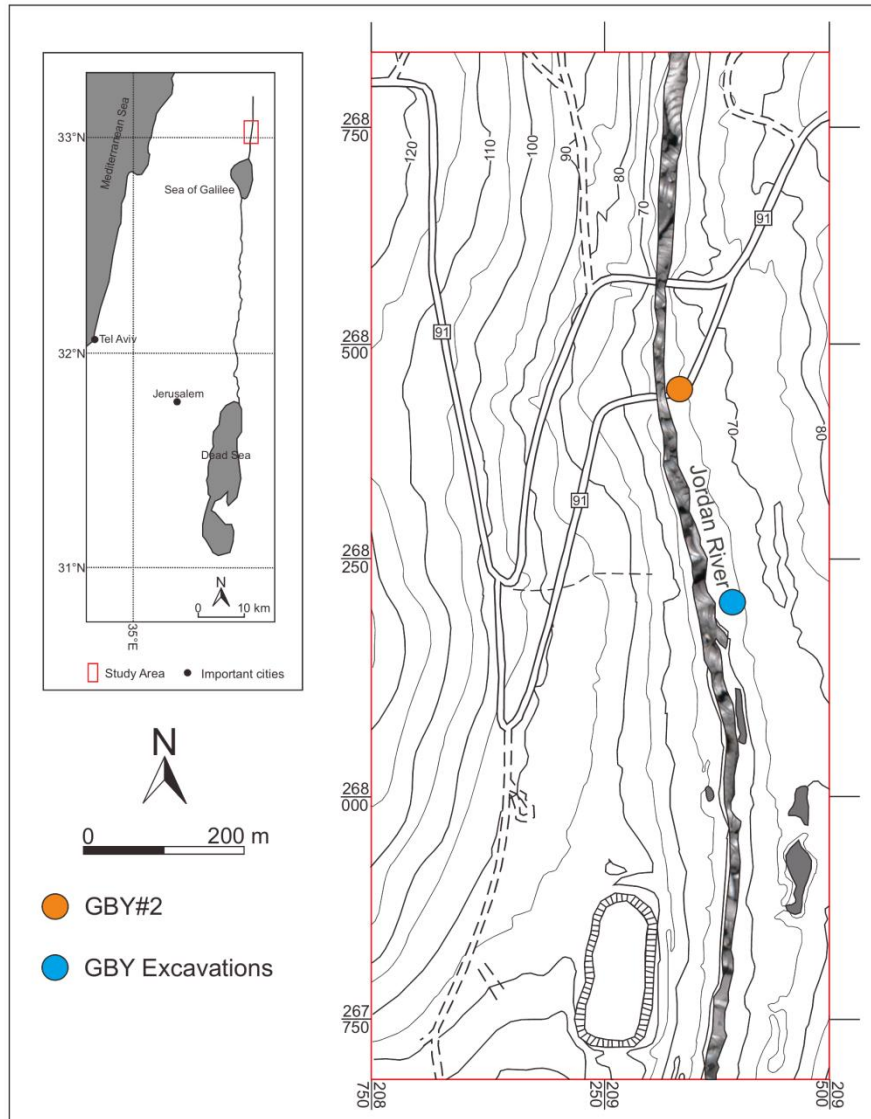 Mediterranean Sea
33°N
Sea of Galilee
Tel Aviv
32°N
Jerusalem
Dead Sea
31°N
N
0 10 km
35°E
Study Area
Important cities
N
0 200 m
GBY#2
GBY Excavations
268
750
268
500
268
250
268
000
267
750
120
110
100
90
80
70
91
91
91
91
70
80
Jordan River
208
750
209
250
209
500